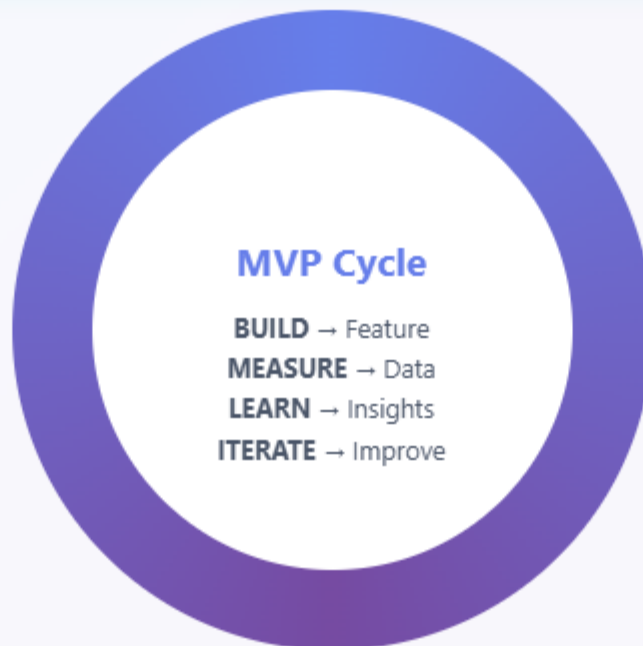 MVP Cycle
BUILD → Feature
MEASURE → Data
LEARN → Insights
ITERATE → Improve